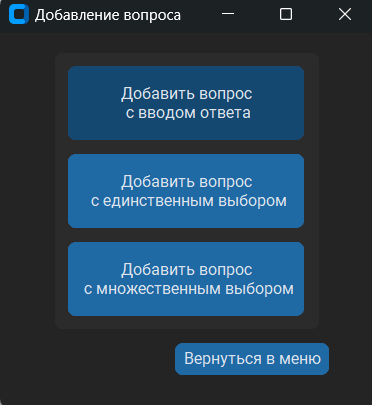 Добавление вопроса
Добавить вопрос
с вводом ответа
Добавить вопрос
с единственным выбором
Добавить вопрос
с множественным выбором
Вернуться в меню